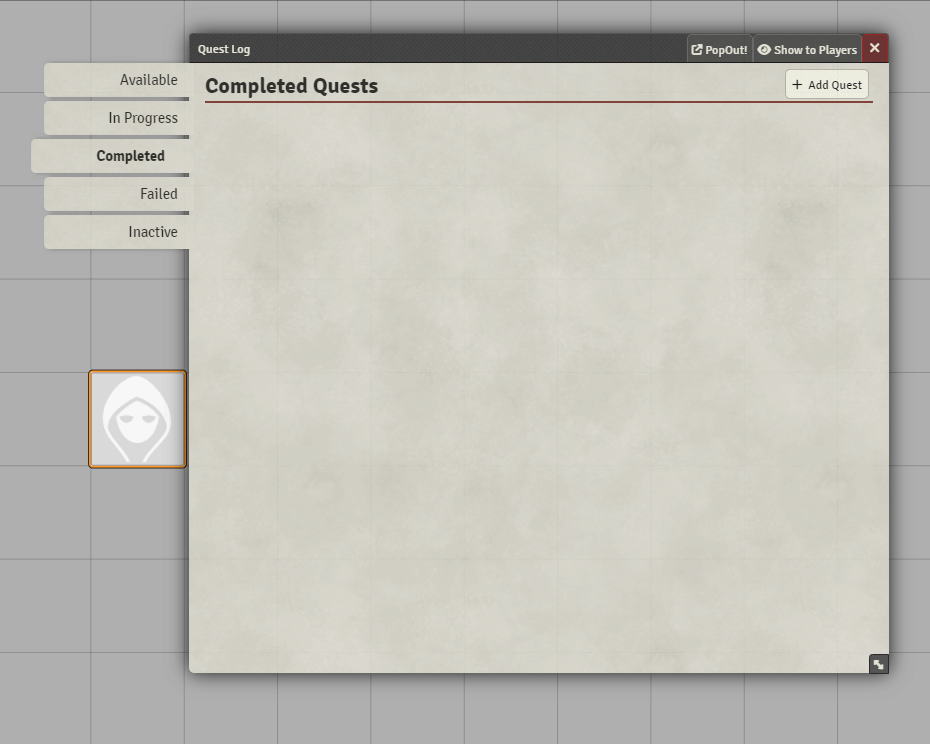 Quest Log
PopOut!
Show to Players
Available
In Progress
Completed
Failed
Inactive
Completed Quests
Add Quest